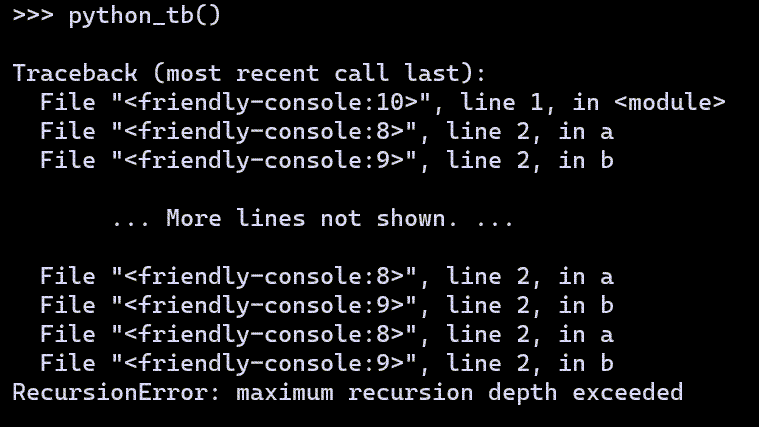 >>> python_tb()
Traceback (most recent call last):
File "<friendly-console:10>", line 1, in <module>
File "<friendly-console:8>", line 2, in a
File "<friendly-console:9>", line 2, in b
... More lines not shown. ...
File "<friendly-console:8>", line 2, in a
File "<friendly-console:9>", line 2, in b
File "<friendly-console:8>", line 2, in a
File "<friendly-console:9>", line 2, in b
RecursionError: maximum recursion depth exceeded